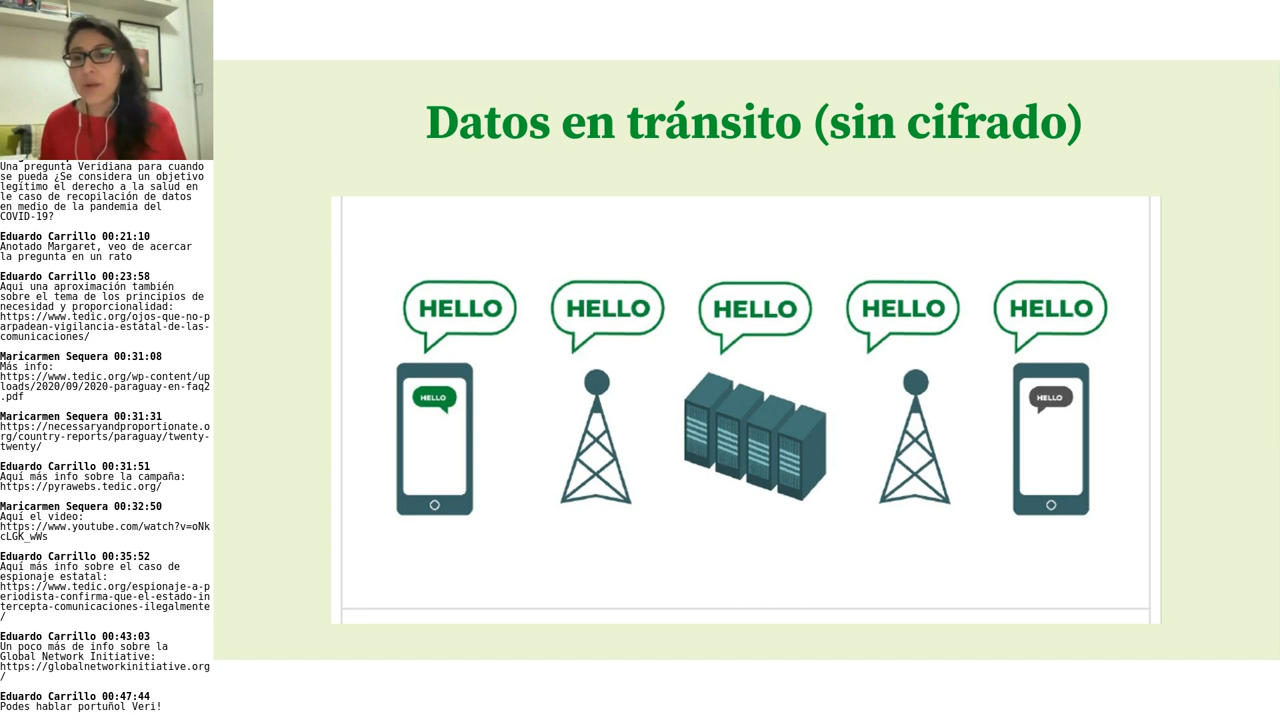 Una pregunta Veridiana para cuando
se pueda ¿Se considera un objetivo
legítimo el derecho a la salud en
le caso de recopilación de datos
en medio de la pandemia del
COVID-19?
Eduardo Carrillo 00:21:10
Anotado Margaret, veo de acercar
la pregunta en un rato
Eduardo Carrillo 00:23:58
Aqui una aproximación también
sobre el tema de los principios de
necesidad y proporcionalidad:
https://www.tedic.org/ojos-que-no-p
arpadean-vigilancia-estatal-de-las-
comunicaciones/
Maricarmen Sequera 00:31:08
Más info:
https://www.tedic.org/wp-content/up
loads/2020/09/2020-paraguay-en-faq2
.pdf
Maricarmen Sequera 00:31:31
https://necessaryandproportionate.o
rg/country-reports/paraguay/twenty-
twenty/
Eduardo Carrillo 00:31:51
Aquí más info sobre la campaña:
https://pyrawebs.tedic.org/
Maricarmen Sequera 00:32:50
Aquí el video:
https://www.youtube.com/watch?v=oNk
cLGK_wWs
Eduardo Carrillo 00:35:52
Aquí más info sobre el caso de
espionaje estatal:
https://www.tedic.org/espionaje-a-p
eriodista-confirma-que-el-estado-in
tercepta-comunicaciones-ilegalmente
/
Eduardo Carrillo 00:43:03
Un poco más de info sobre la
Global Network Initiative:
https://globalnetworkinitiative.org
/
Eduardo Carrillo 00:47:44
Podes hablar portuñol Veri!
Datos en tránsito (sin cifrado)
HELLO HELLO HELLO HELLO HELLO
HELLO HELLO